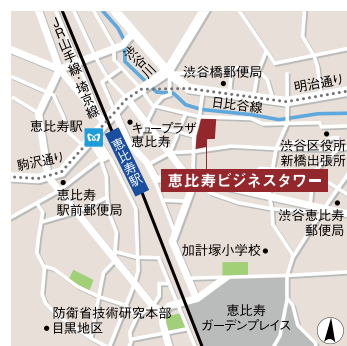 JR山手線・埼京線
渋谷川
渋谷橋郵便局
明治通り
日比谷線
恵比寿駅
キュープラザ
恵比寿
駒沢通り
恵比寿駅
渋谷区役所
新橋出張所
恵比寿ビジネスタワー
恵比寿
駅前郵便局
渋谷恵比寿
郵便局
加計塚小学校
防衛省技術研究本部
目黒地区
恵比寿
ガーデンプレイス